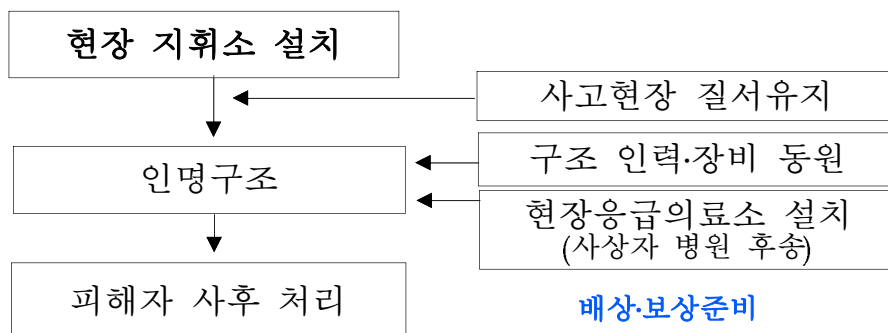 현장 지휘소 설치
사고현장 질서유지
구조 인력·장비 동원
인명구조
현장응급의료소 설치
(사상자 병원 후송)
피해자 사후 처리
배상·보상준비